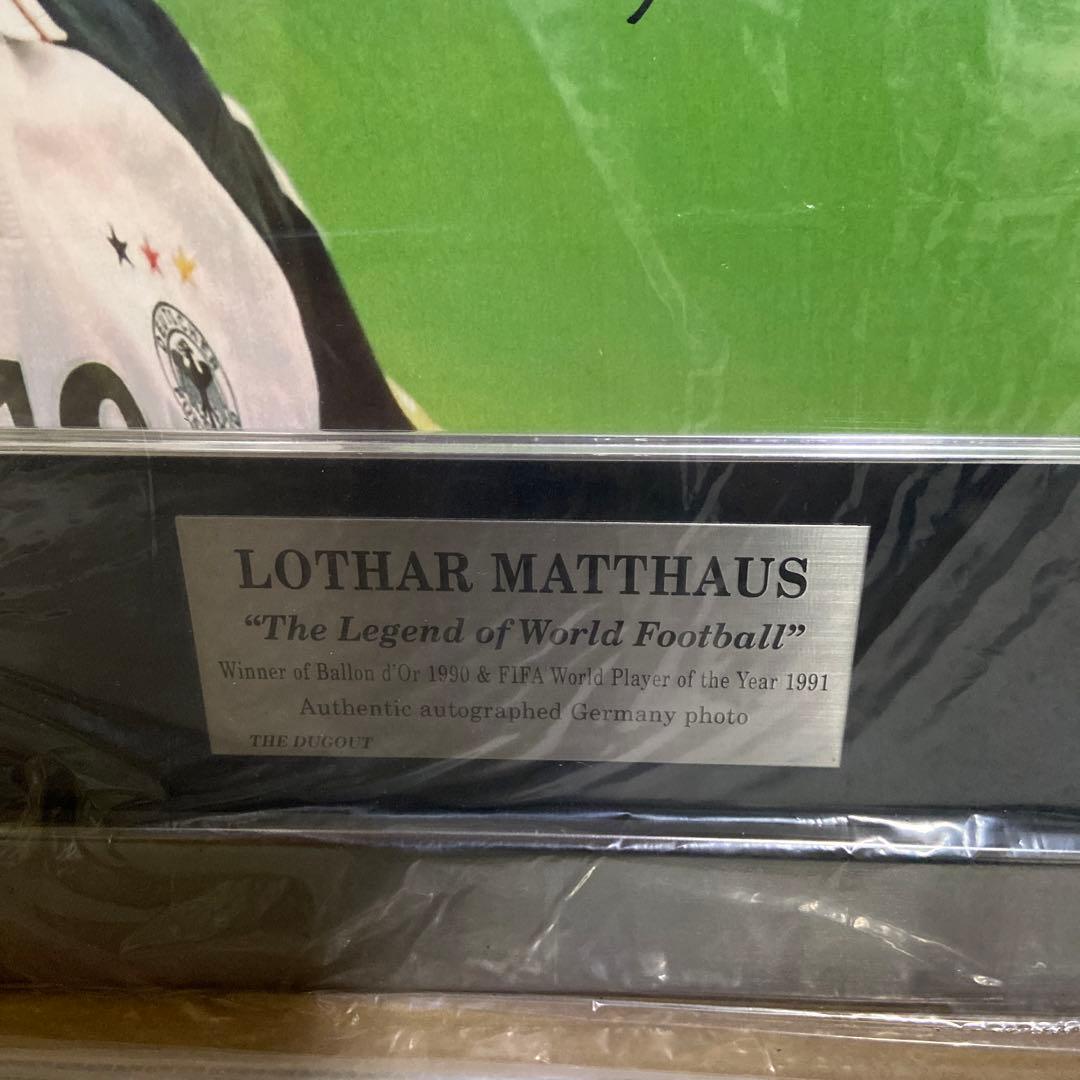 10
LOTHAR MATTHAUS
“The Legend of World Football”
Winner of Ballon d'Or 1990 & FIFA World Player of the Year 1991
Authentic autographed Germany photo
THE DUGOUT